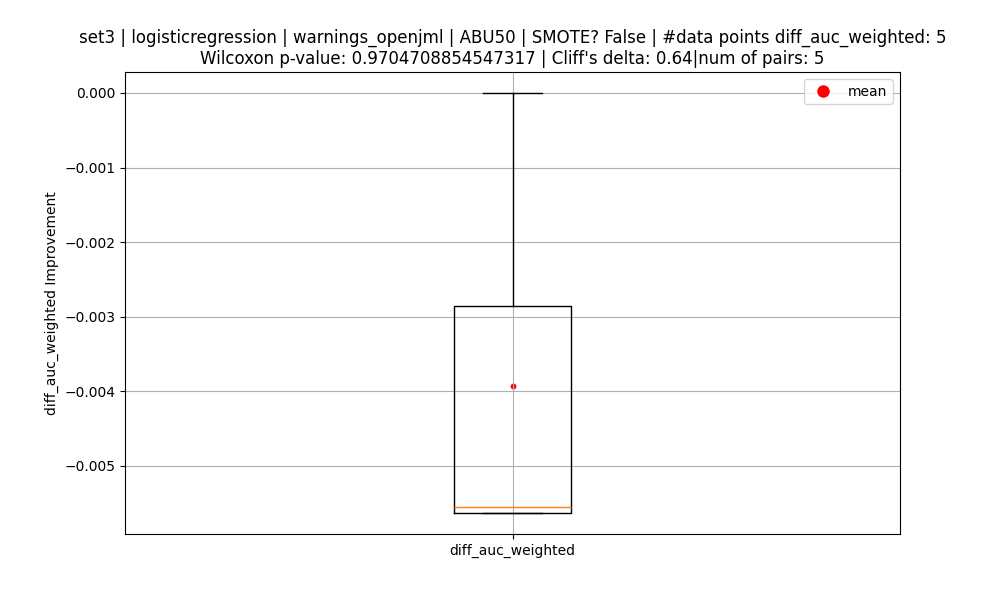 set3 | logisticregression | warnings_openjml | ABU50 | SMOTE? False | #data points diff_auc_weighted: 5
Wilcoxon p-value: 0.9704708854547317 | Cliff's delta: 0.64|num of pairs: 5
mean
0.000
−0.001
−0.002
−0.003
−0.004
−0.005
diff_auc_weighted Improvement
diff_auc_weighted